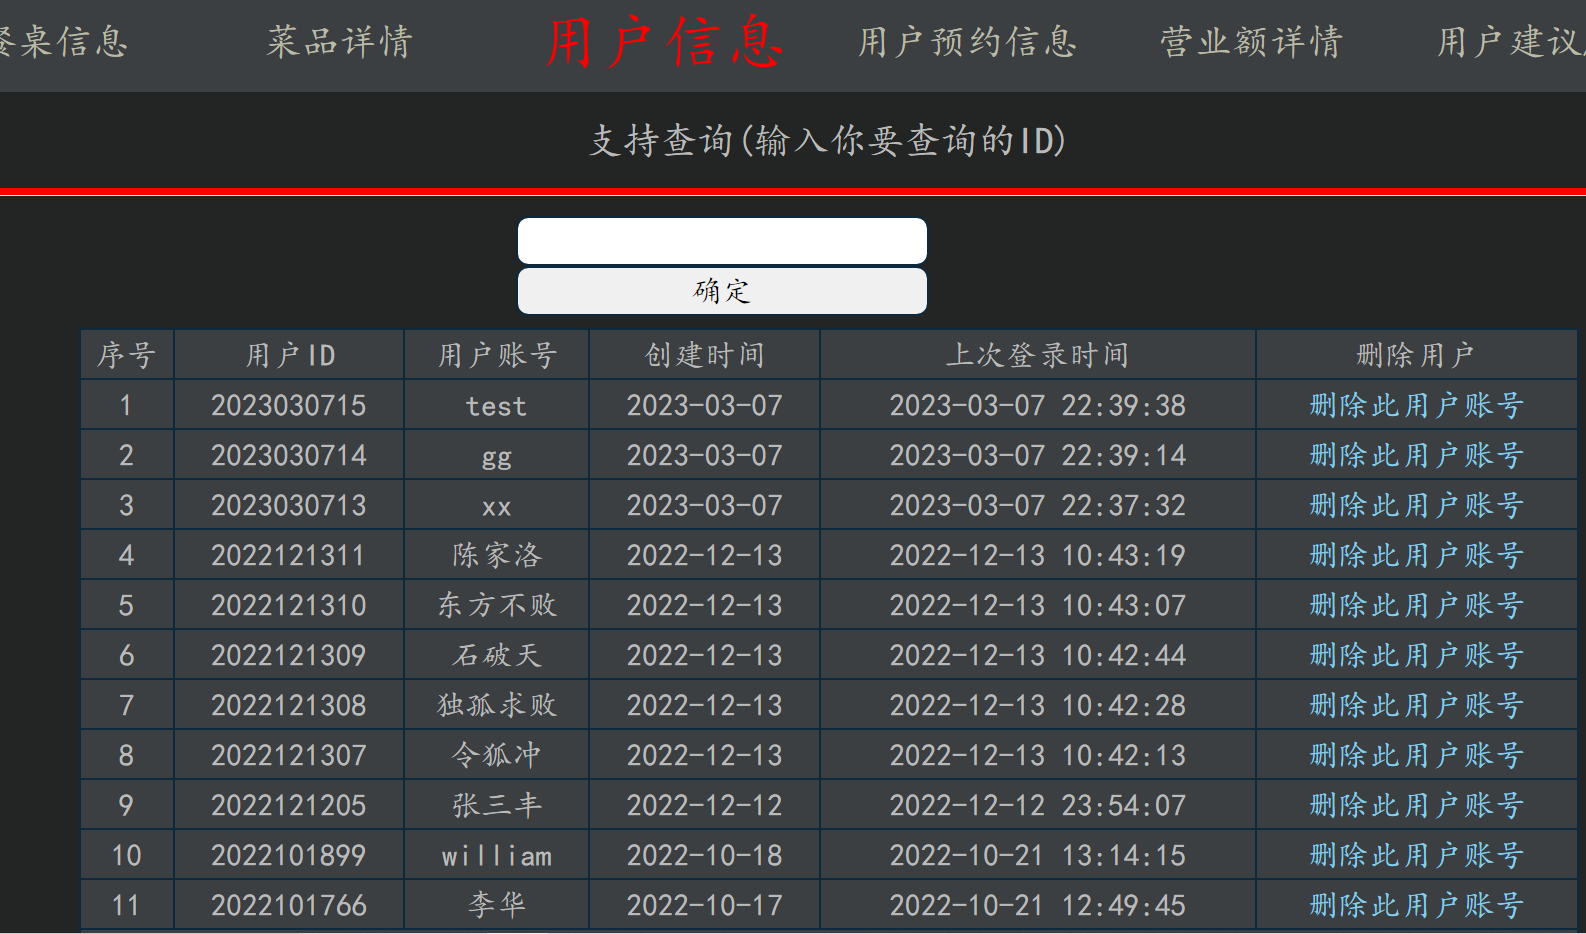 餐桌信息 菜品详情 用户信息 用户预约信息 营业额详情 用户建议
支持查询(输入你要查询的ID)
确定
序号 用户ID 用户账号 创建时间 上次登录时间 删除用户
1 2023030715 test 2023-03-07 2023-03-07 22:39:38 删除此用户账号
2 2023030714 gg 2023-03-07 2023-03-07 22:39:14 删除此用户账号
3 2023030713 xx 2023-03-07 2023-03-07 22:37:32 删除此用户账号
4 2022121311 陈家洛 2022-12-13 2022-12-13 10:43:19 删除此用户账号
5 2022121310 东方不败 2022-12-13 2022-12-13 10:43:07 删除此用户账号
6 2022121309 石破天 2022-12-13 2022-12-13 10:42:44 删除此用户账号
7 2022121308 独孤求败 2022-12-13 2022-12-13 10:42:28 删除此用户账号
8 2022121307 令狐冲 2022-12-13 2022-12-13 10:42:13 删除此用户账号
9 2022121205 张三丰 2022-12-12 2022-12-12 23:54:07 删除此用户账号
10 2022101899 william 2022-10-18 2022-10-21 13:14:15 删除此用户账号
11 2022101766 李华 2022-10-17 2022-10-21 12:49:45 删除此用户账号